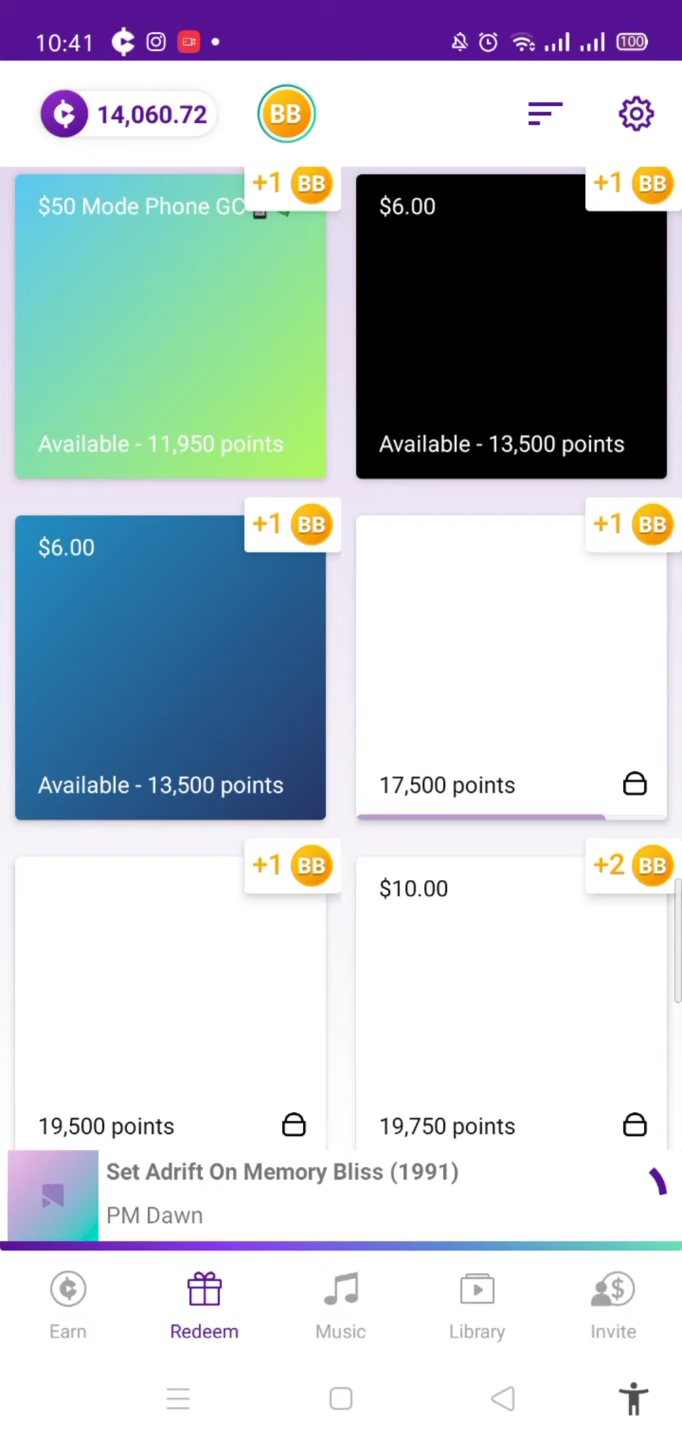 10:41
100
14,060.72
BB
+1 BB
+1 BB
$50 Mode Phone GC
$6.00
Available - 11,950 points
Available - 13,500 points
+1 BB
+1 BB
$6.00
Available - 13,500 points
17,500 points
+1 BB
+2 BB
$10.00
19,500 points
19,750 points
Set Adrift On Memory Bliss (1991)
PM Dawn
Earn
Redeem
Music
Library
Invite